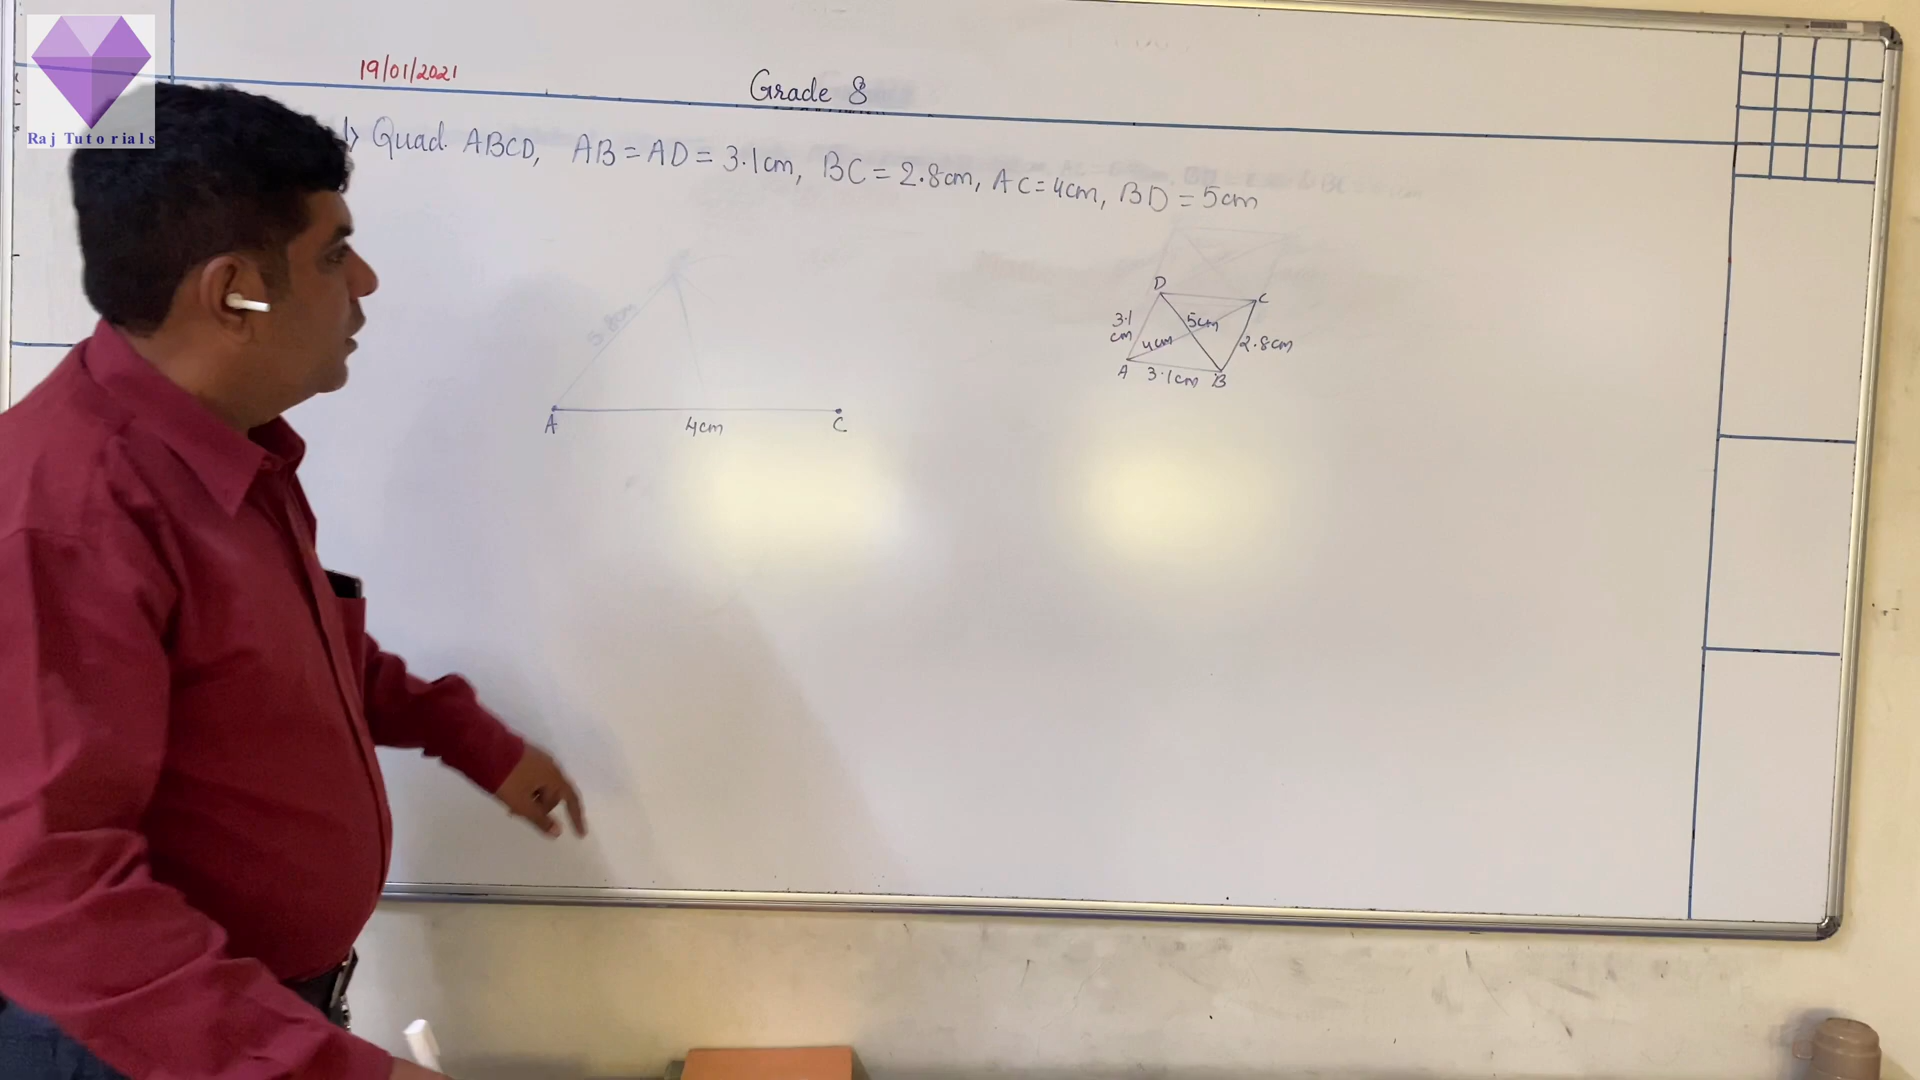 Raj Tutorials
19/01/2021
Grade 8
1> Quad. ABCD, AB = AD = 3.1cm, BC = 2.8cm, AC = 4cm, BD = 5cm
D
C
3.1
cm
5cm
4cm
2.8cm
A
3.1cm
B
5.8cm
A
4cm
C